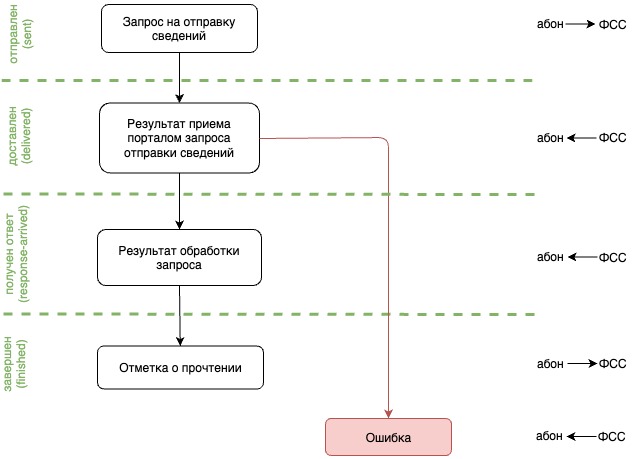 отправлен
(sent)
Запрос на отправку
сведений
абон ФСС
доставлен
(delivered)
Результат приема
порталом запроса
отправки сведений
абон ФСС
получен ответ
(response-arrived)
Результат обработки
запроса
абон ФСС
завершен
(finished)
Отметка о прочтении
абон ФСС
Ошибка
абон ФСС